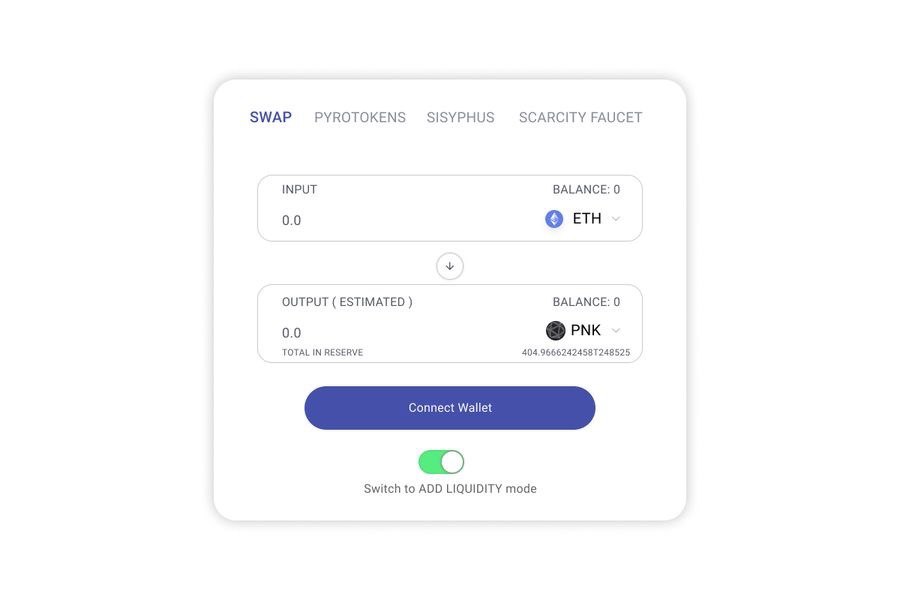 SWAP PYROTOKENS SISYPHUS SCARCITY FAUCET
INPUT BALANCE: 0
0.0 ETH
OUTPUT ( ESTIMATED ) BALANCE: 0
0.0 PNK
TOTAL IN RESERVE 404.9666242458T248525
Connect Wallet
Switch to ADD LIQUIDITY mode